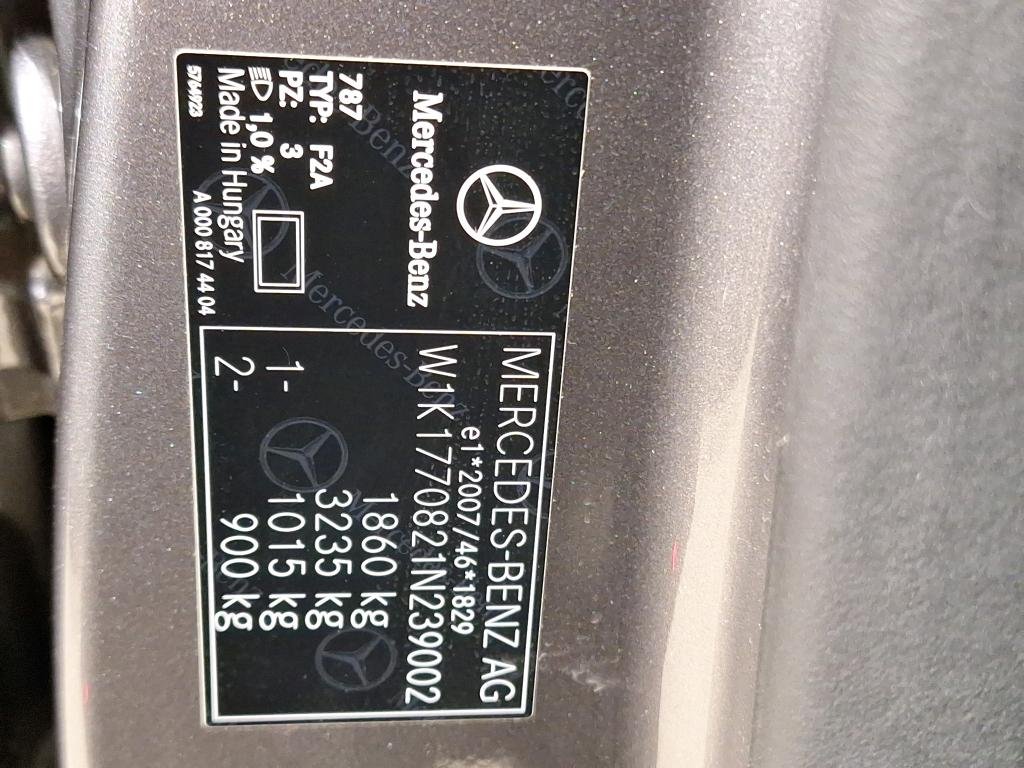 Mercedes-Benz
787
TYP: F2A
PZ: 3
1,0 %
Made in Hungary
A 000 817 44 04
MERCEDES-BENZ AG
e1*2007/46*1829
W1K1770821N239002
1860 kg
3235 kg
1- 1015 kg
2- 900 kg